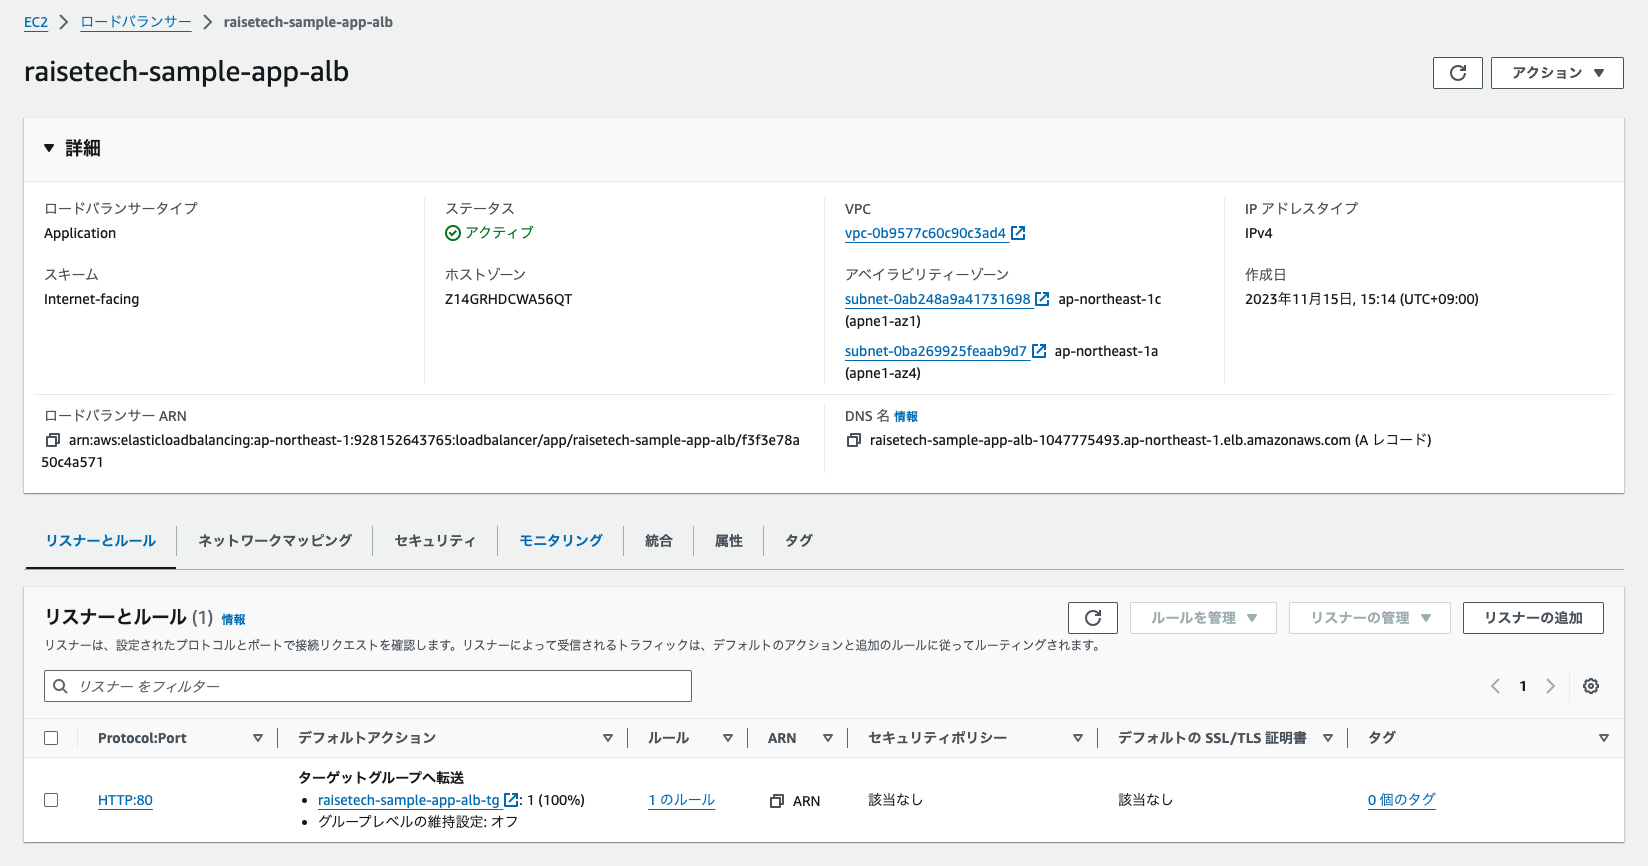 EC2 > ロードバランサー > raisetech-sample-app-alb
raisetech-sample-app-alb
アクション ▼
▼ 詳細
ロードバランサータイプ
Application
ステータス
アクティブ
VPC
vpc-0b9577c60c90c3ad4
IP アドレスタイプ
IPv4
スキーム
Internet-facing
ホストゾーン
Z14GRHDCWA56QT
アベイラビリティーゾーン
subnet-0ab248a9a41731698 ap-northeast-1c
(apne1-az1)
subnet-0ba269925feaab9d7 ap-northeast-1a
(apne1-az4)
作成日
2023年11月15日, 15:14 (UTC+09:00)
ロードバランサー ARN
arn:aws:elasticloadbalancing:ap-northeast-1:928152643765:loadbalancer/app/raisetech-sample-app-alb/f3f3e78a
50c4a571
DNS 名 情報
raisetech-sample-app-alb-1047775493.ap-northeast-1.elb.amazonaws.com (A レコード)
リスナーとルール ネットワークマッピング セキュリティ モニタリング 統合 属性 タグ
リスナーとルール (1) 情報
ルールを管理 ▼ リスナーの管理 ▼ リスナーの追加
リスナーは、設定されたプロトコルとポートで接続リクエストを確認します。リスナーによって受信されるトラフィックは、デフォルトのアクションと追加のルールに従ってルーティングされます。
リスナー をフィルター
1
Protocol:Port デフォルトアクション ルール ARN セキュリティポリシー デフォルトの SSL/TLS 証明書 タグ
HTTP:80
ターゲットグループへ転送
• raisetech-sample-app-alb-tg : 1 (100%)
• グループレベルの維持設定: オフ
1 のルール
ARN
該当なし
該当なし
0 個のタグ